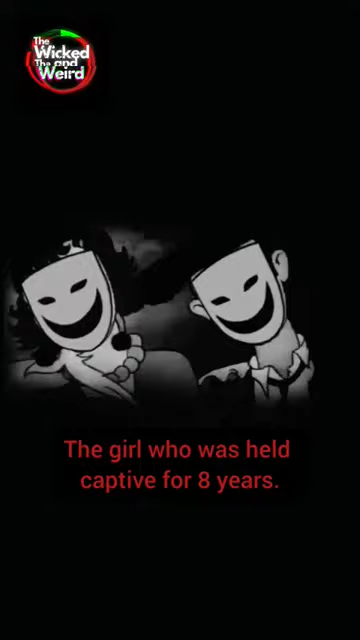 The
Wicked
The and
Weird
The girl who was held
captive for 8 years.